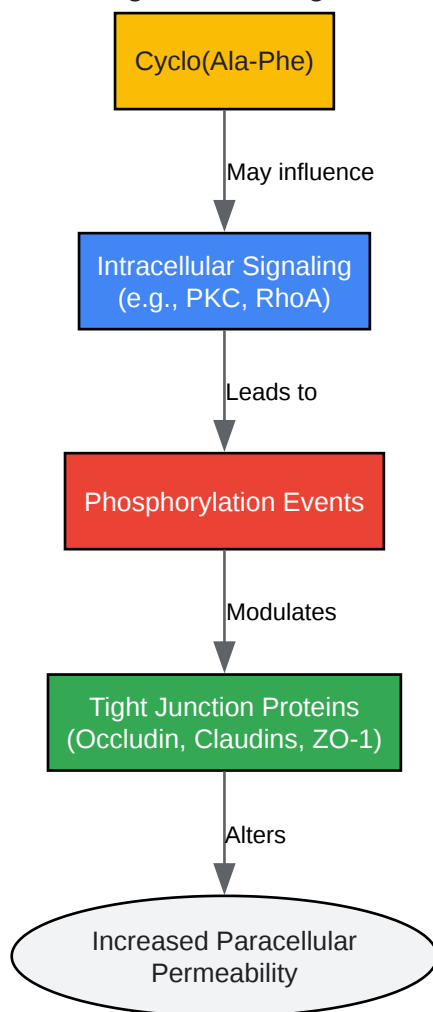 Cyclo(Ala-Phe)
May influence
Intracellular Signaling
(e.g., PKC, RhoA)
Leads to
Phosphorylation Events
Modulates
Tight Junction Proteins
(Occludin, Claudins, ZO-1)
Alters
Increased Paracellular
Permeability